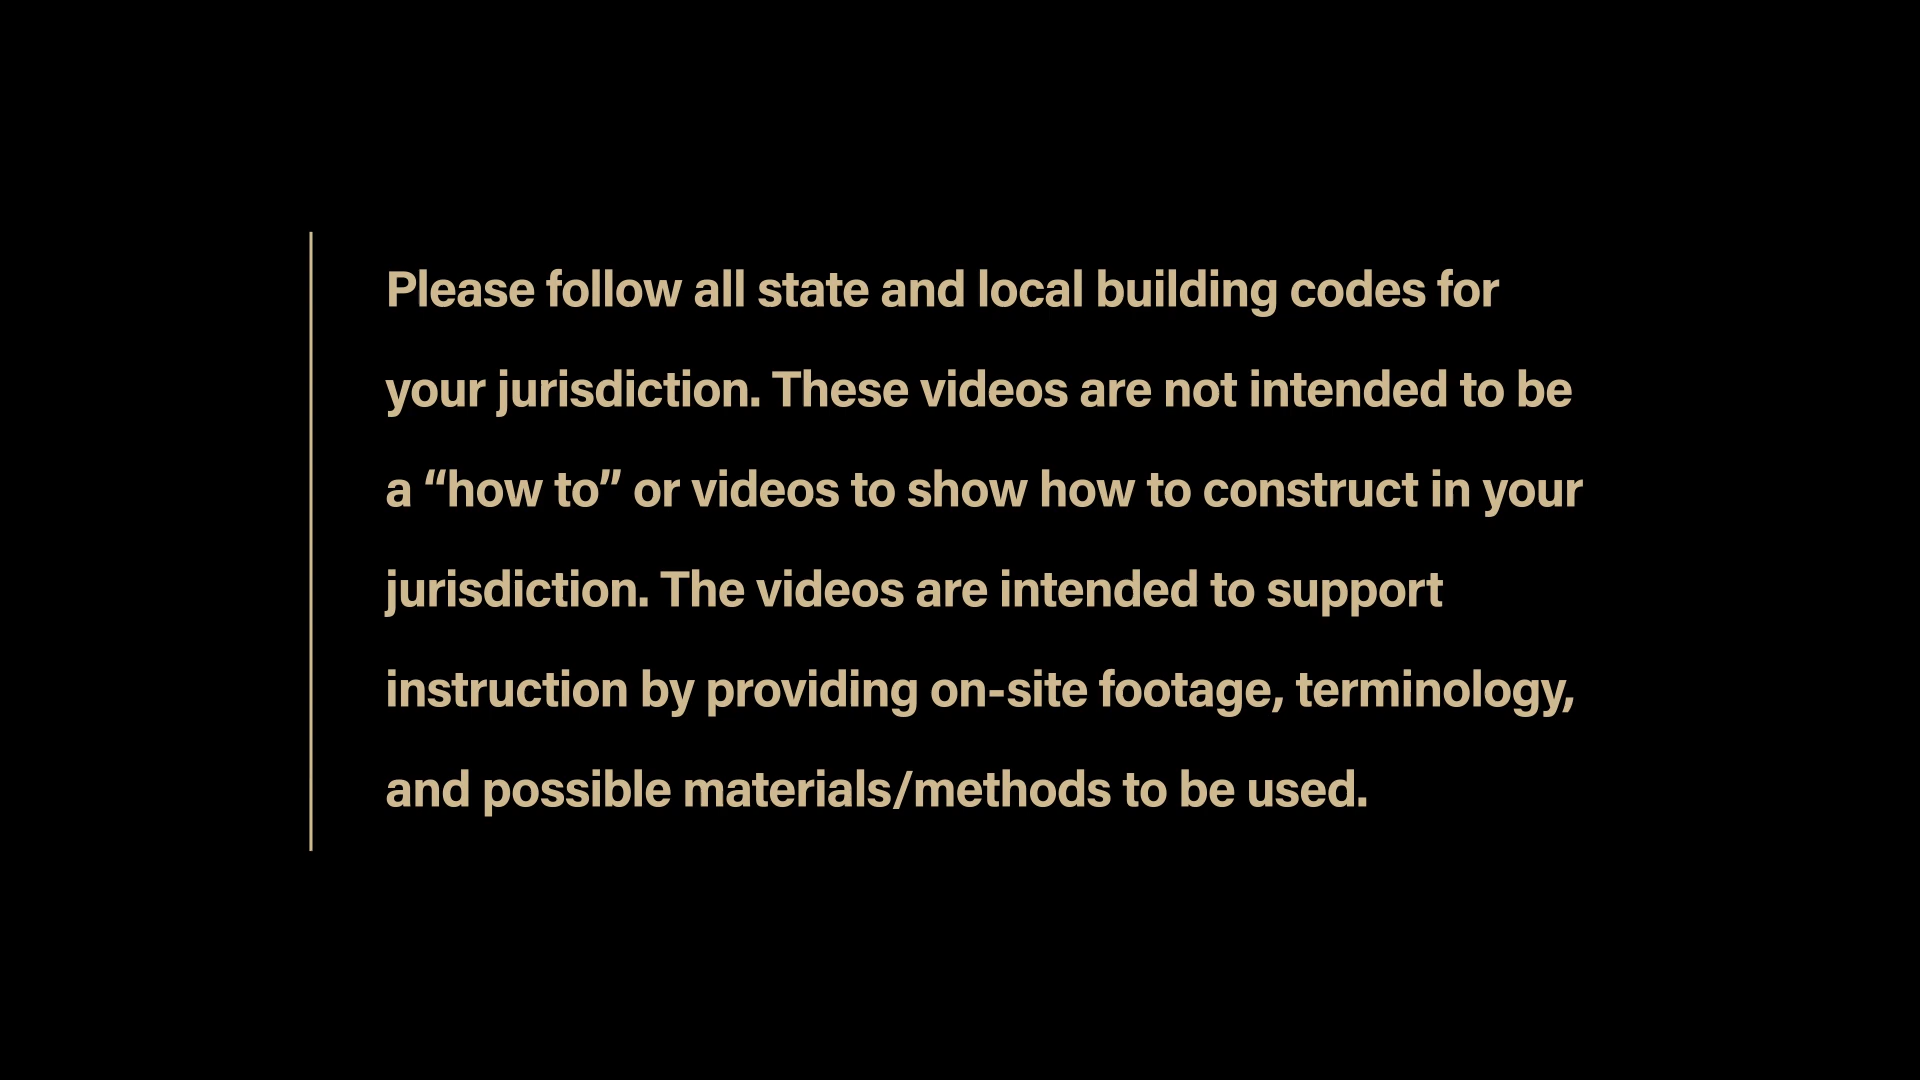 Please follow all state and local building codes for
your jurisdiction. These videos are not intended to be
a “how to” or videos to show how to construct in your
jurisdiction. The videos are intended to support
instruction by providing on-site footage, terminology,
and possible materials/methods to be used.